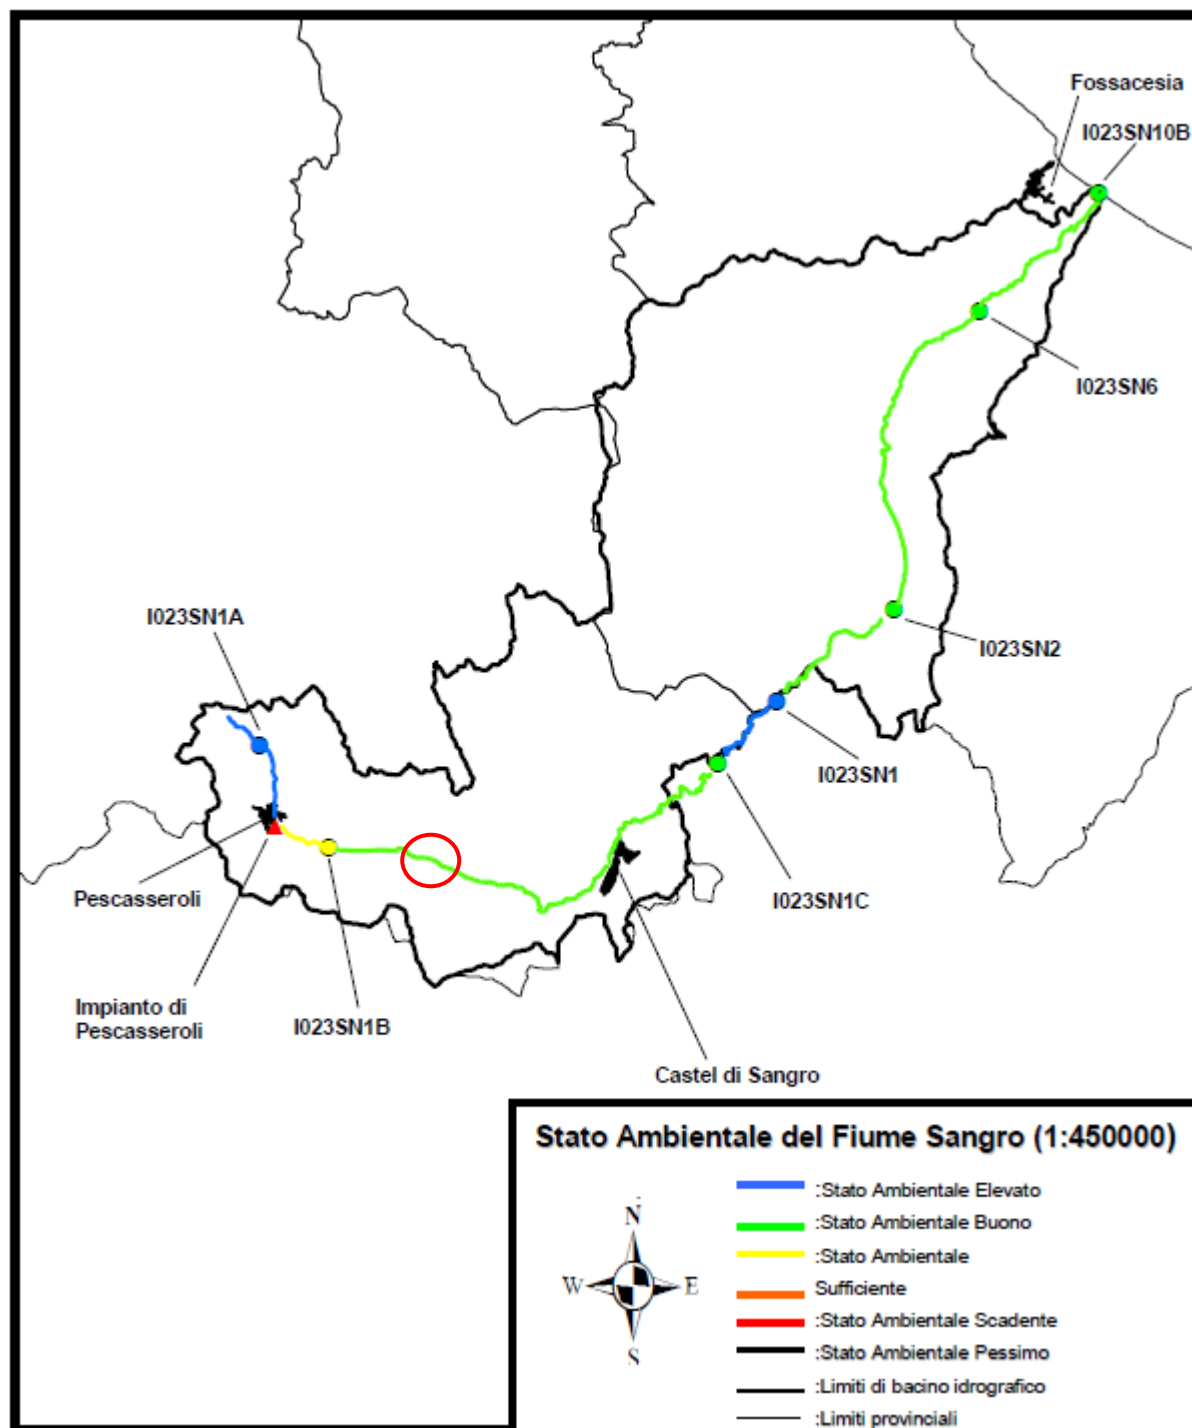 Fossacesia
I023SN10B
I023SN6
I023SN1A
I023SN2
I023SN1
Pescasseroli
I023SN1C
Impianto di
Pescasseroli
I023SN1B
Castel di Sangro
Stato Ambientale del Fiume Sangro (1:450000)
:Stato Ambientale Elevato
:Stato Ambientale Buono
:Stato Ambientale
Sufficiente
:Stato Ambientale Scadente
:Stato Ambientale Pessimo
:Limiti di bacino idrografico
:Limiti provinciali
N
W E
S